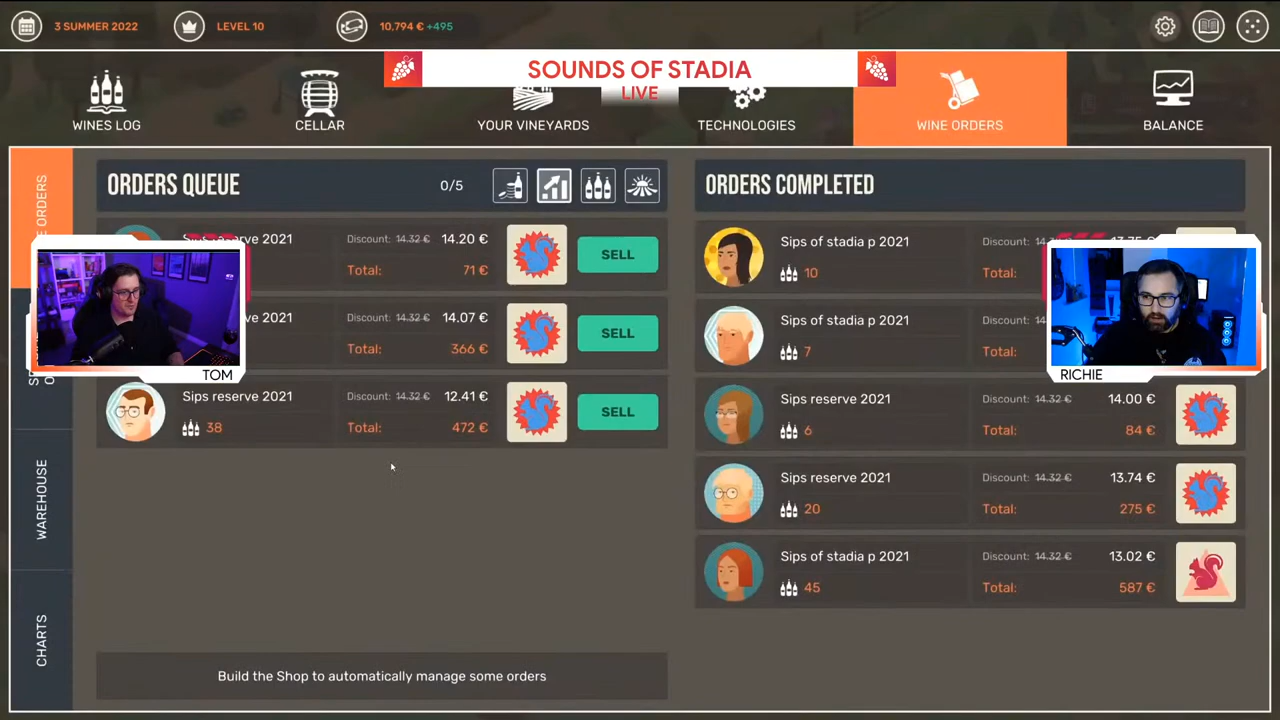 3 SUMMER 2022
LEVEL 10
10,794 € +495
SOUNDS OF STADIA
LIVE
WINES LOG
CELLAR
YOUR VINEYARDS
TECHNOLOGIES
WINE ORDERS
BALANCE
ORDERS
WAREHOUSE
CHARTS
ORDERS QUEUE
0/5
Sips reserve 2021
Discount: 14.32 € 14.20 €
Total: 71 €
SELL
2021
Discount: 14.32 € 14.07 €
Total: 366 €
SELL
Sips reserve 2021
38
Discount: 14.32 € 12.41 €
Total: 472 €
SELL
Build the Shop to automatically manage some orders
ORDERS COMPLETED
Sips of stadia p 2021
10
Discount:
Total:
Sips of stadia p 2021
7
Discount:
Total:
Sips reserve 2021
6
Discount: 14.32 € 14.00 €
Total: 84 €
Sips reserve 2021
20
Discount: 14.32 € 13.74 €
Total: 275 €
Sips of stadia p 2021
45
Discount: 14.32 € 13.02 €
Total: 587 €
TOM
RICHIE